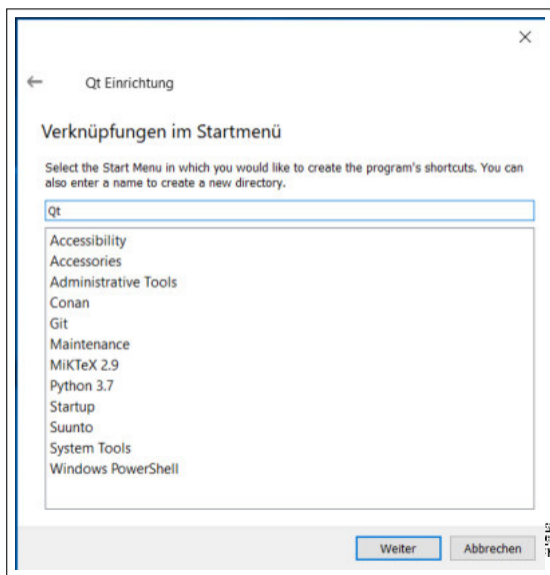 Qt Einrichtung
Verknüpfungen im Startmenü
Select the Start Menu in which you would like to create the program's shortcuts. You can
also enter a name to create a new directory.
Qt
Accessibility
Accessories
Administrative Tools
Conan
Git
Maintenance
MiKTeX 2.9
Python 3.7
Startup
Suunto
System Tools
Windows PowerShell
Weiter
Abbrechen